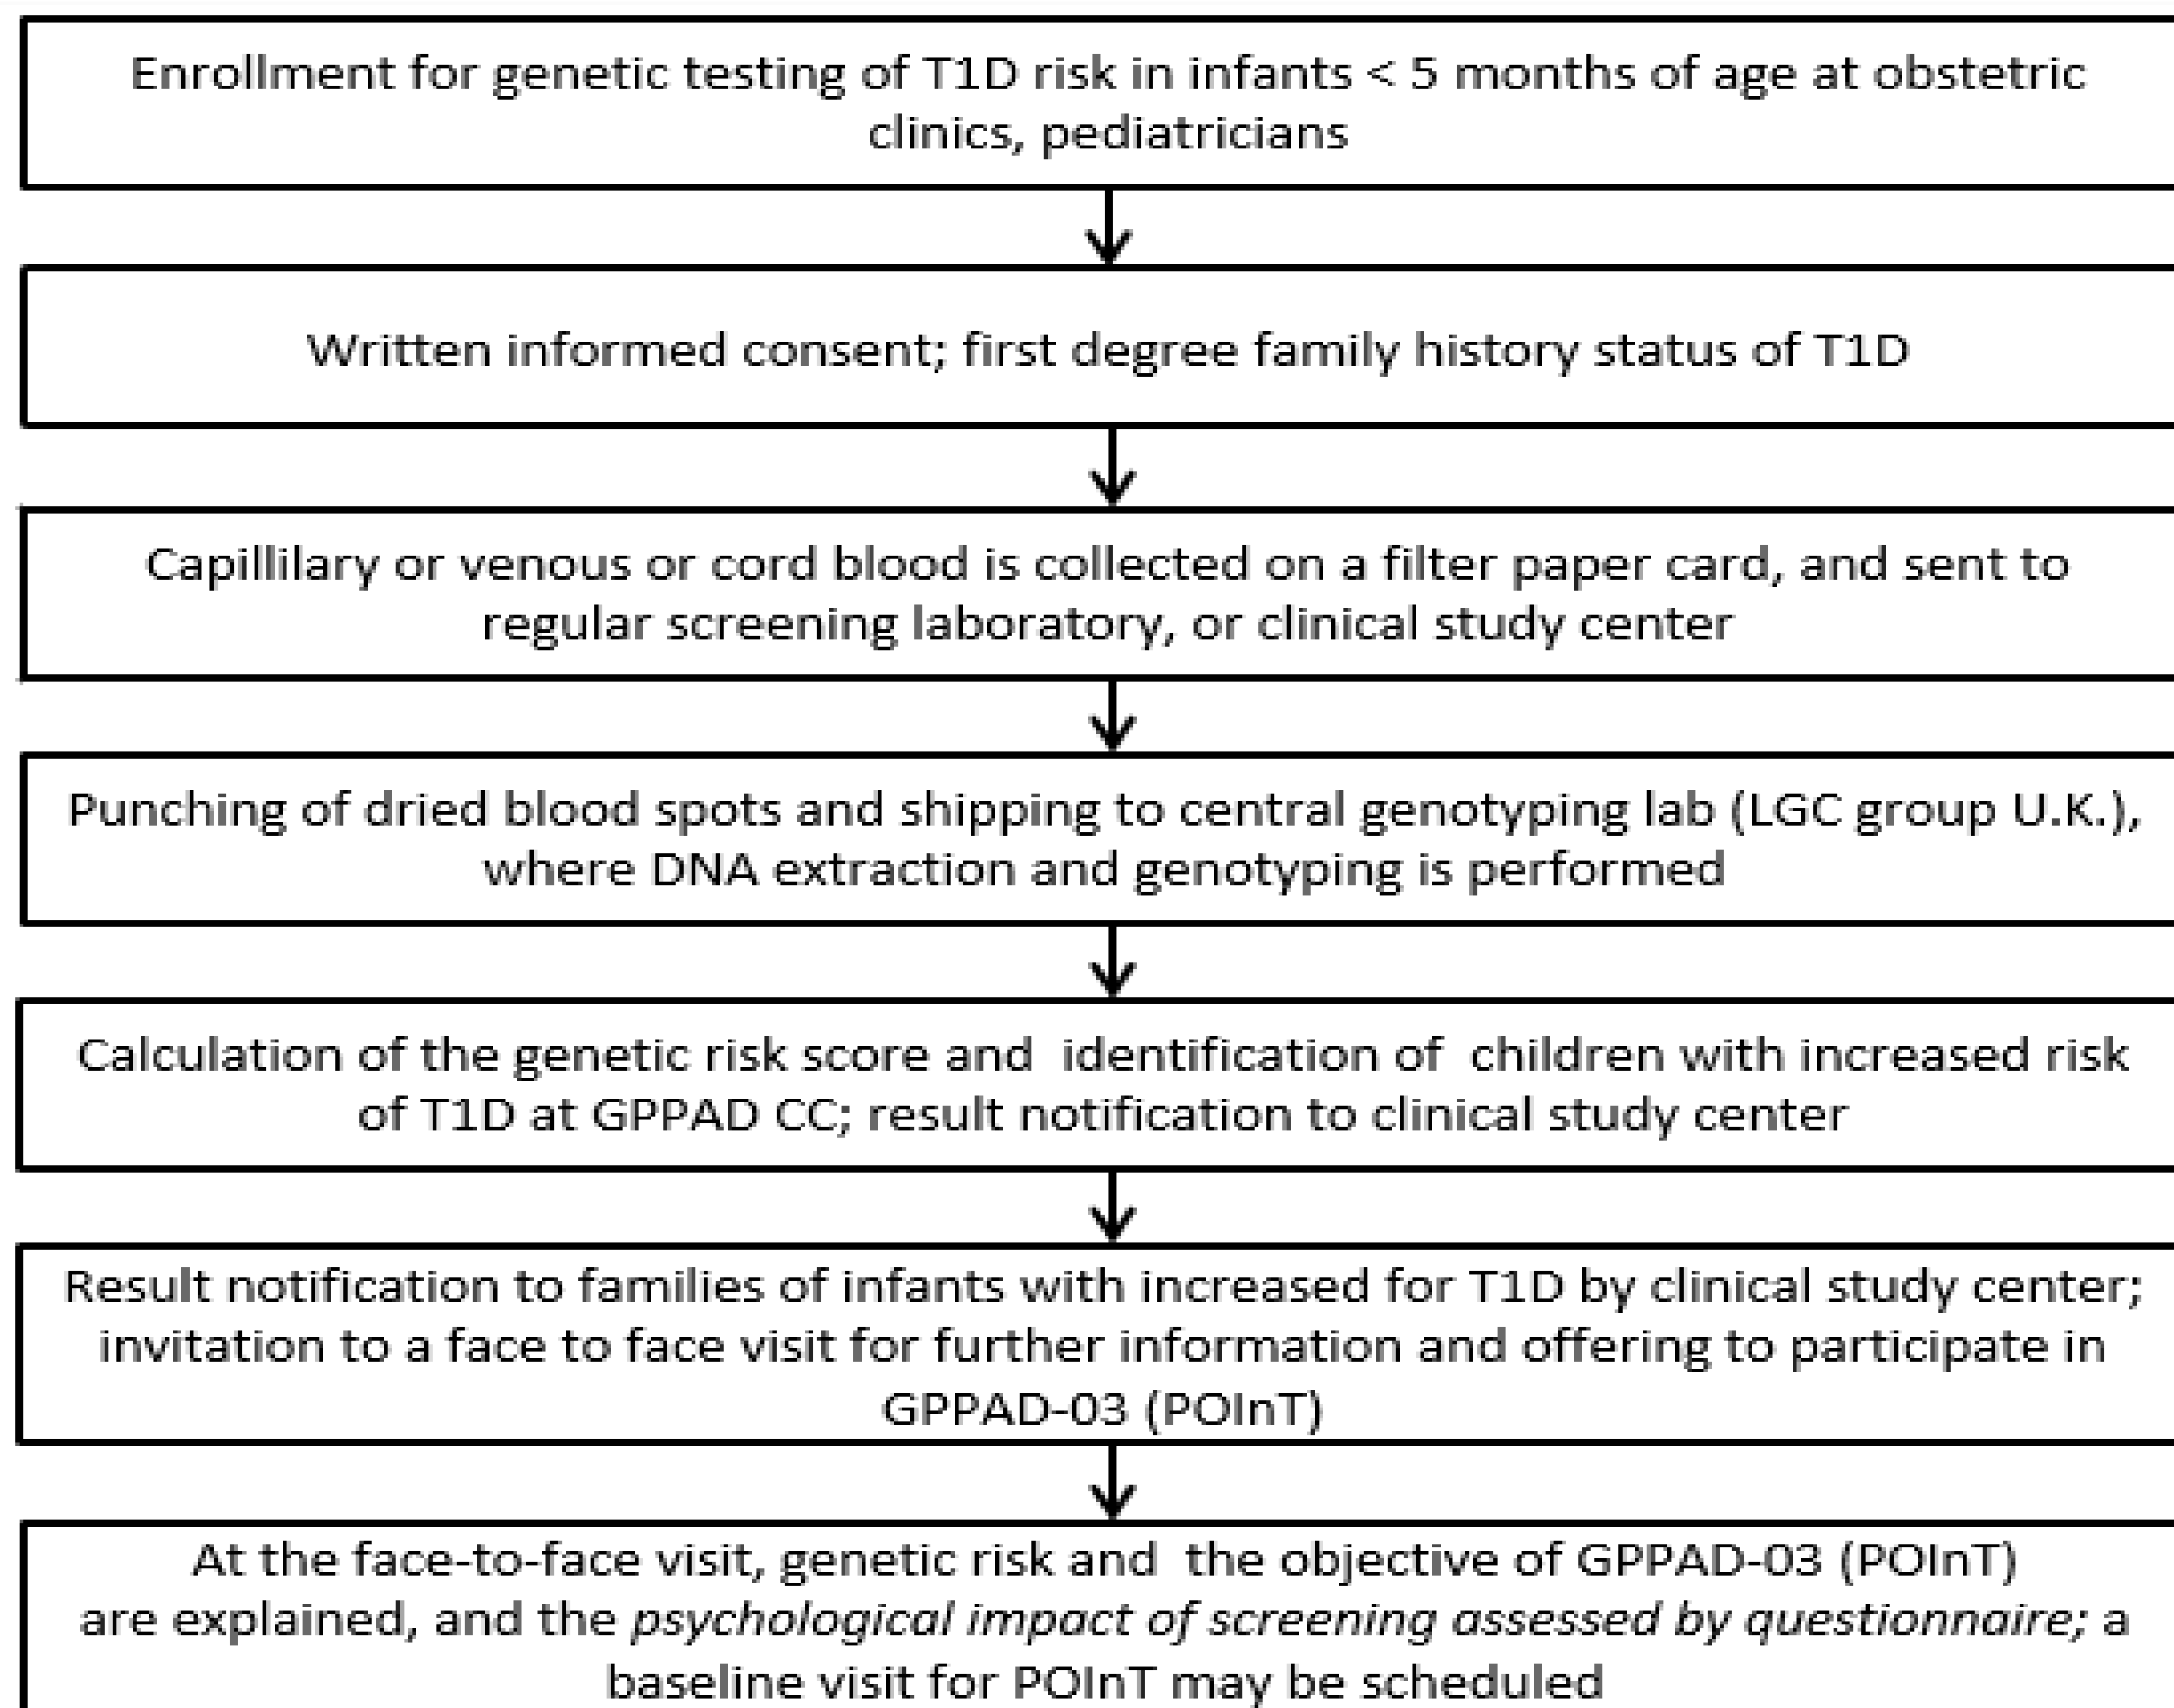 Enrollment for genetic testing of T1D risk in infants < 5 months of age at obstetric
clinics, pediatricians
Written informed consent; first degree family history status of T1D
Capillilary or venous or cord blood is collected on a filter paper card, and sent to
regular screening laboratory, or clinical study center
Punching of dried blood spots and shipping to central genotyping lab (LGC group U.K.),
where DNA extraction and genotyping is performed
Calculation of the genetic risk score and identification of children with increased risk
of T1D at GPPAD CC; result notification to clinical study center
Result notification to families of infants with increased for T1D by clinical study center;
invitation to a face to face visit for further information and offering to participate in
GPPAD-03 (POInT)
At the face-to-face visit, genetic risk and the objective of GPPAD-03 (POInT)
are explained, and the psychological impact of screening assessed by questionnaire; a
baseline visit for POInT may be scheduled